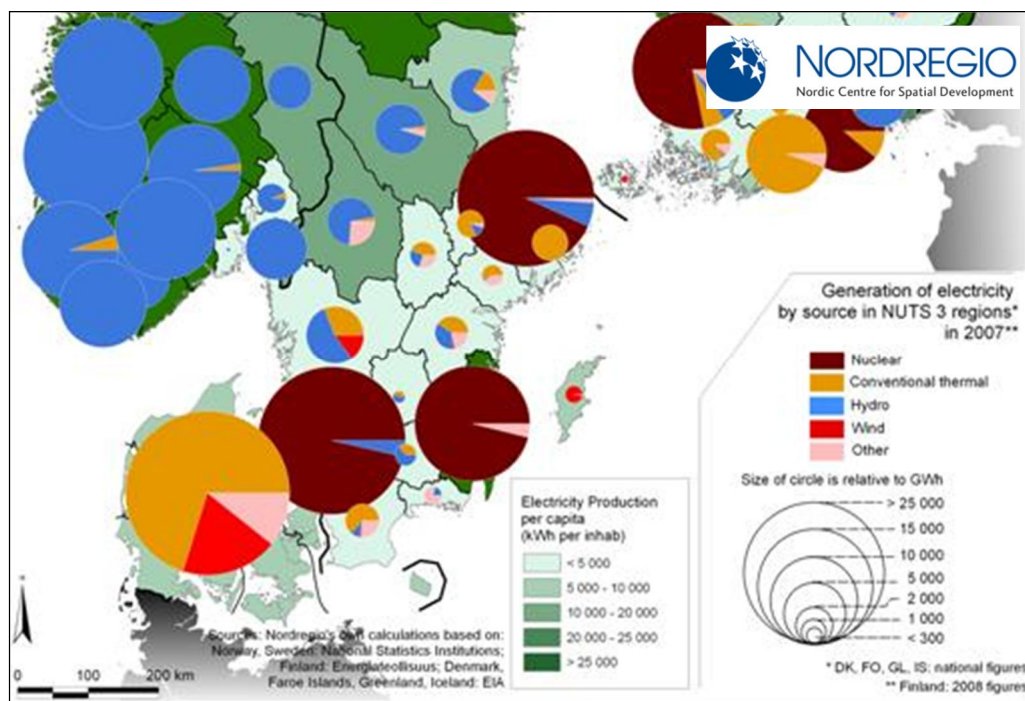 NORDREGIO
Nordic Centre for Spatial Development
Generation of electricity
by source in NUTS 3 regions*
in 2007**
Nuclear
Conventional thermal
Hydro
Wind
Other
Size of circle is relative to GWh
> 25 000
15 000
10 000
5 000
2 000
1 000
< 300
Electricity Production
per capita
(kWh per inhab)
< 5 000
5 000 - 10 000
10 000 - 20 000
20 000 - 25 000
> 25 000
Sources: Nordregio's own calculations based on:
Norway, Sweden: National Statistics Institutions;
Finland: Energiateollisuus; Denmark,
Faroe Islands, Greenland, Iceland: EIA
0 100 200 km
* DK, FO, GL, IS: national figures
** Finland: 2008 figures